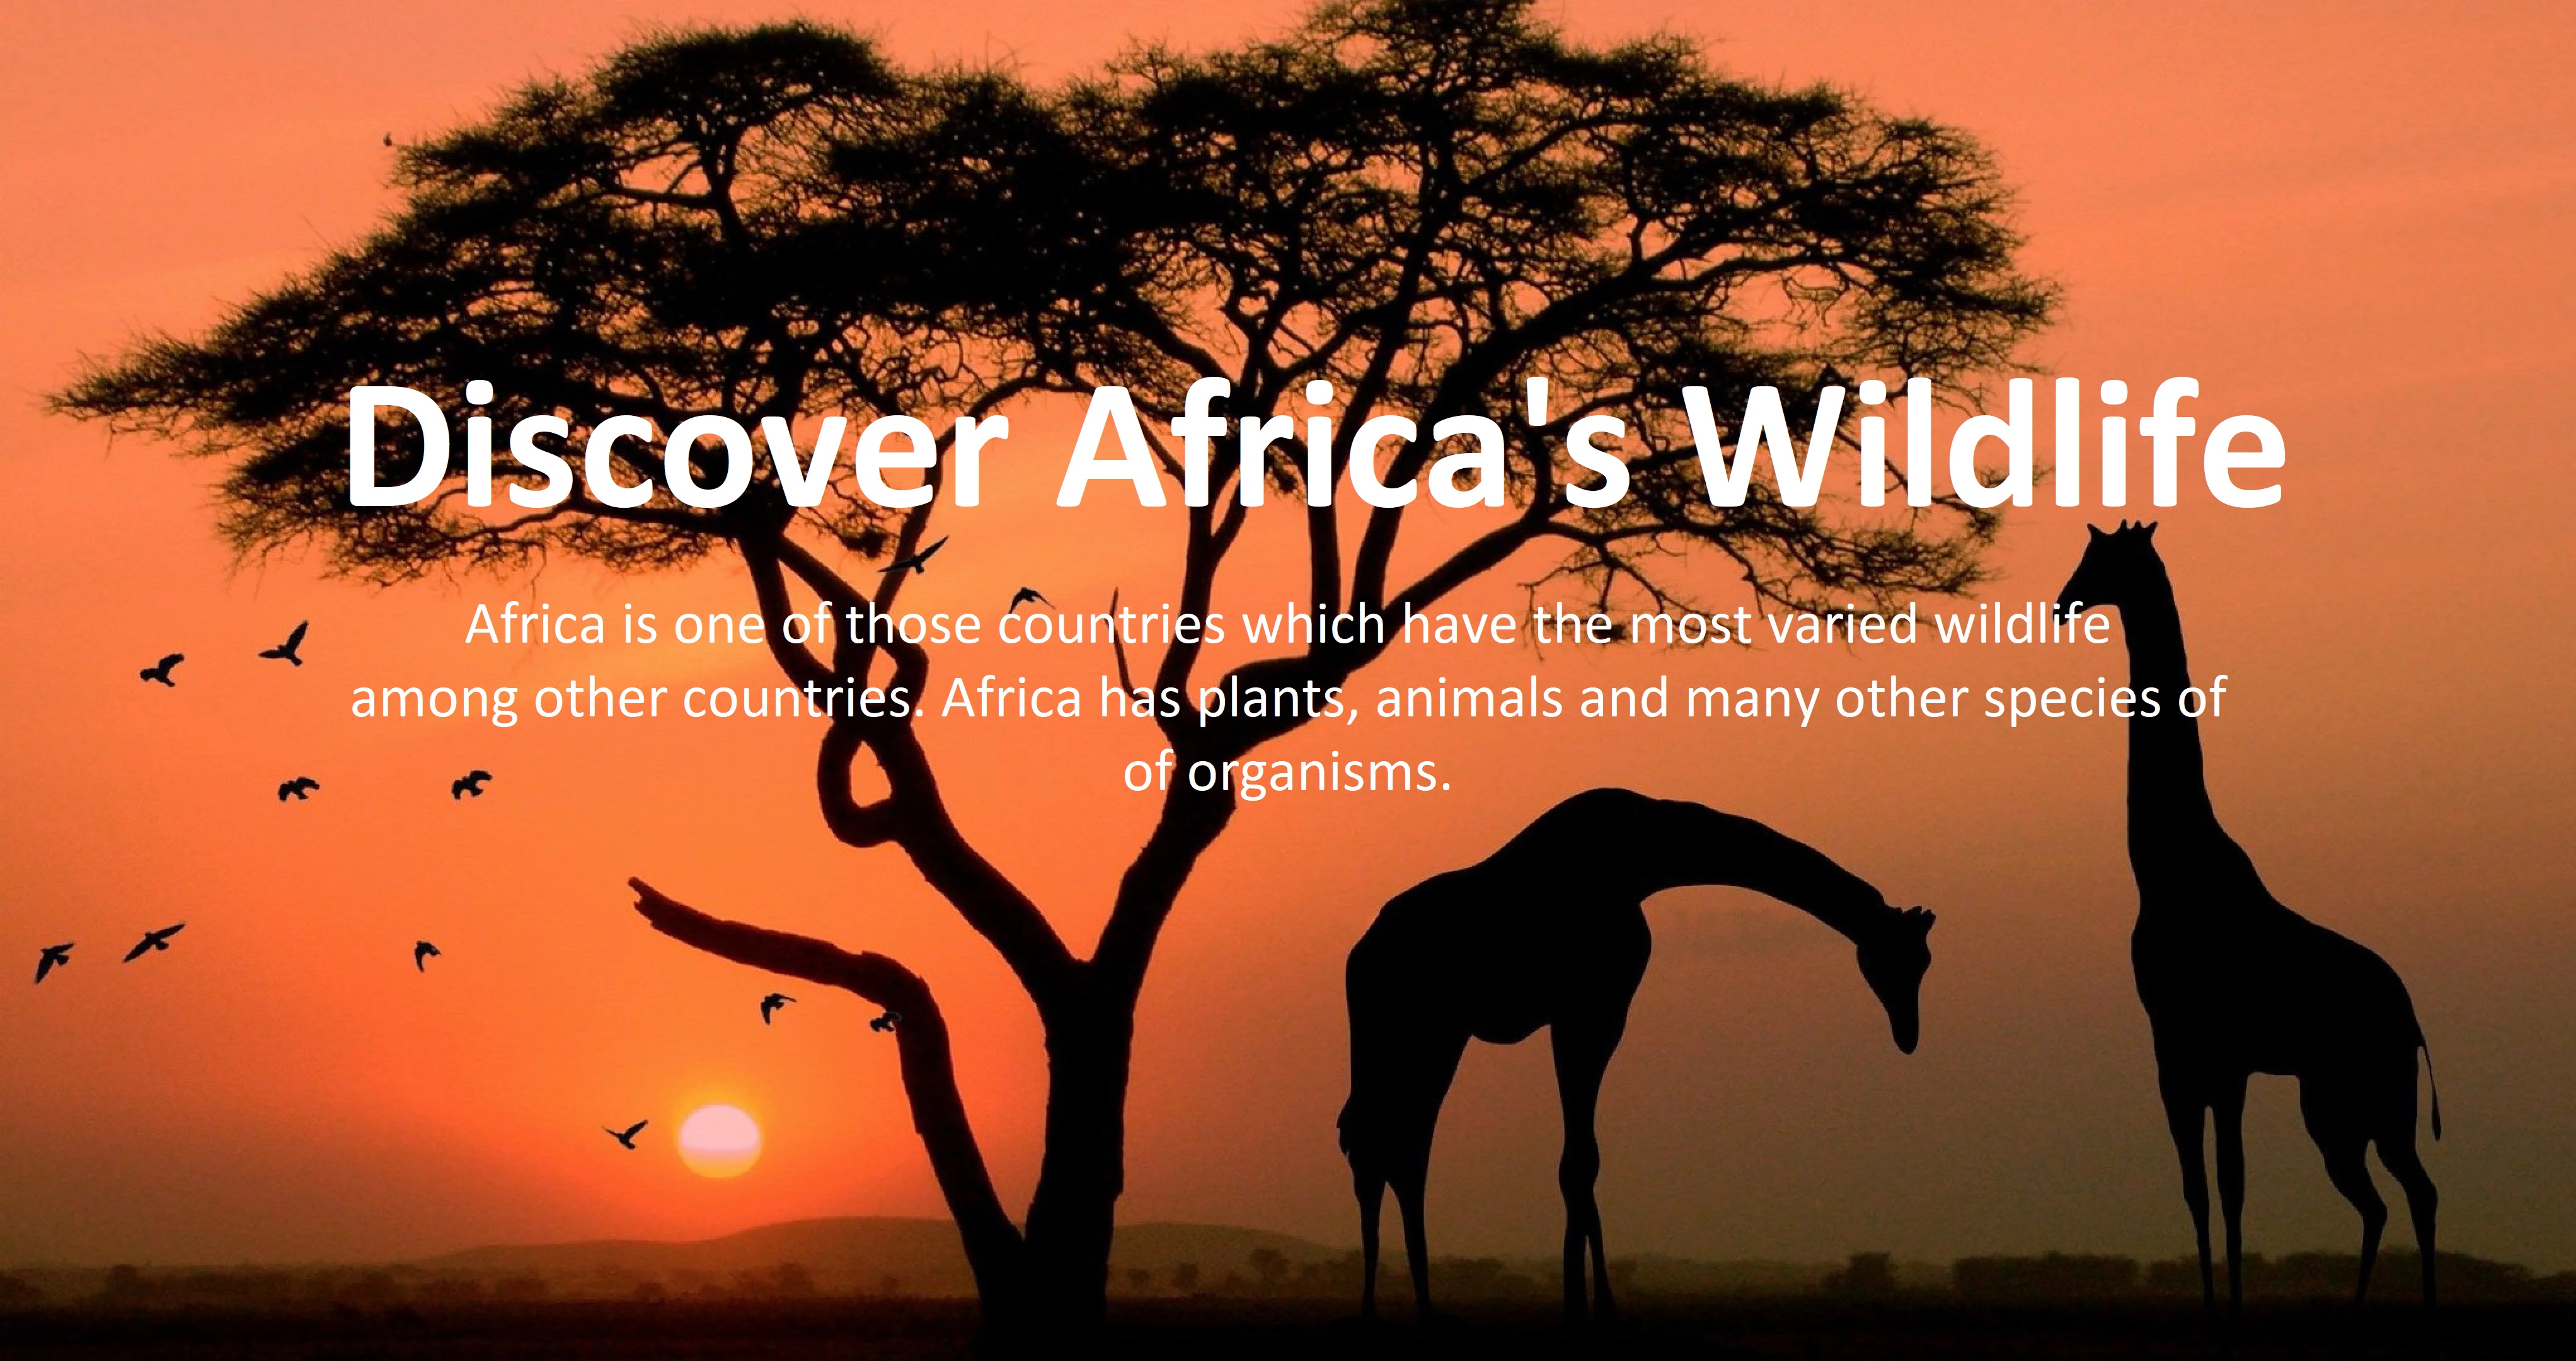 Discover Africa's Wildlife
Africa is one of those countries which have the most varied wildlife
among other countries. Africa has plants, animals and many other species of
of organisms.